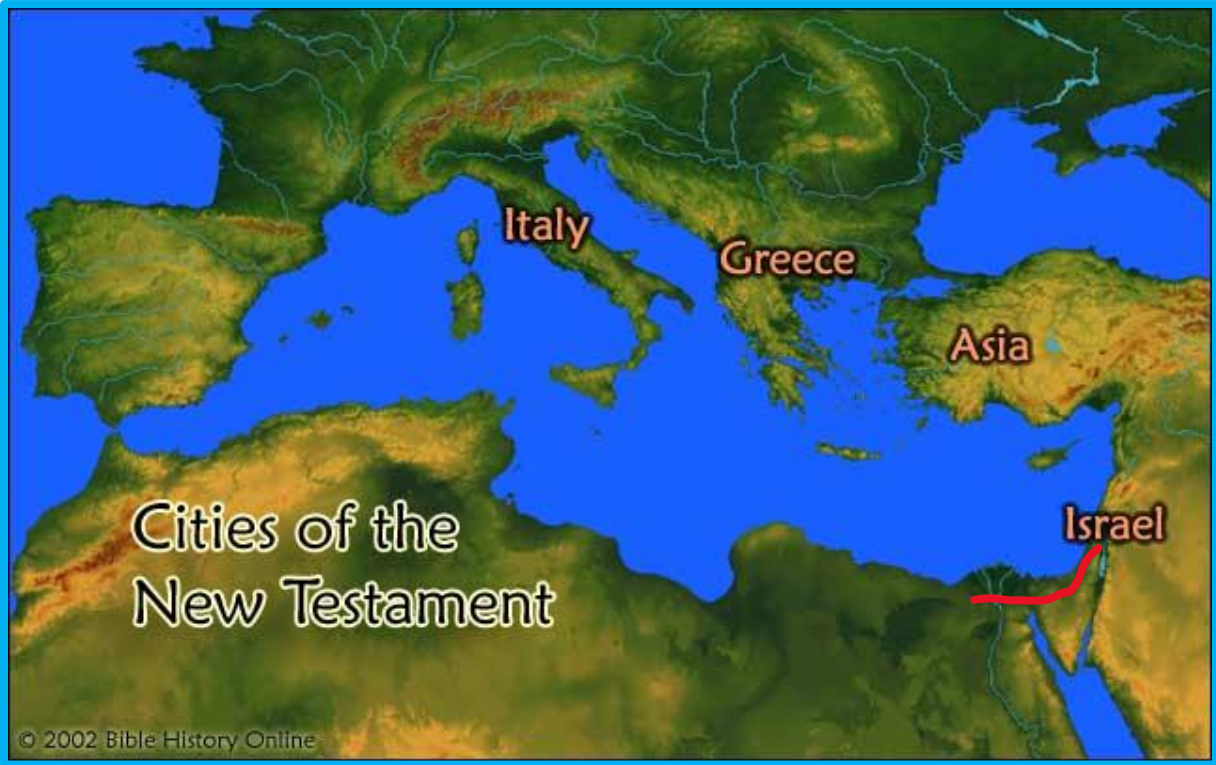 Italy
Greece
Asia
Israel
Cities of the
New Testament
© 2002 Bible History Online